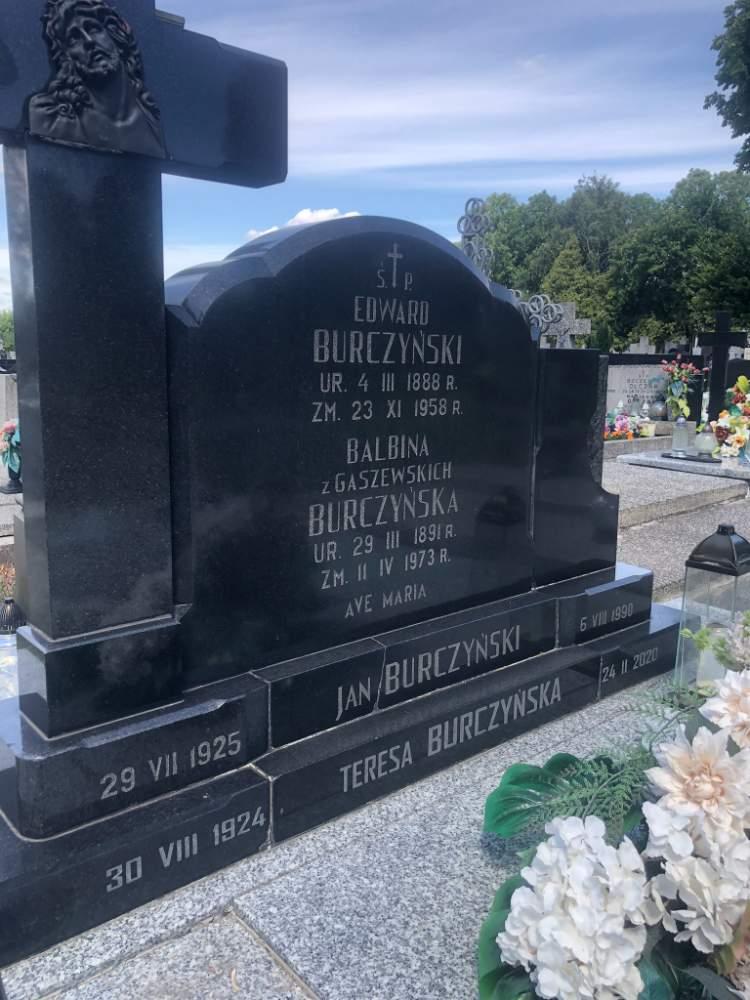 Ś. P.
EDWARD
BURCZYŃSKI
UR. 4 III 1888 R.
ZM. 23 XI 1958 R.
BALBINA
z GASZEWSKICH
BURCZYŃSKA
UR. 29 III 1891 R.
ZM. 11 IV 1973 R.
AVE MARIA
29 VII 1925 JAN BURCZYŃSKI 6 VIII 1990
30 VIII 1924 TERESA BURCZYŃSKA 24 II 2020